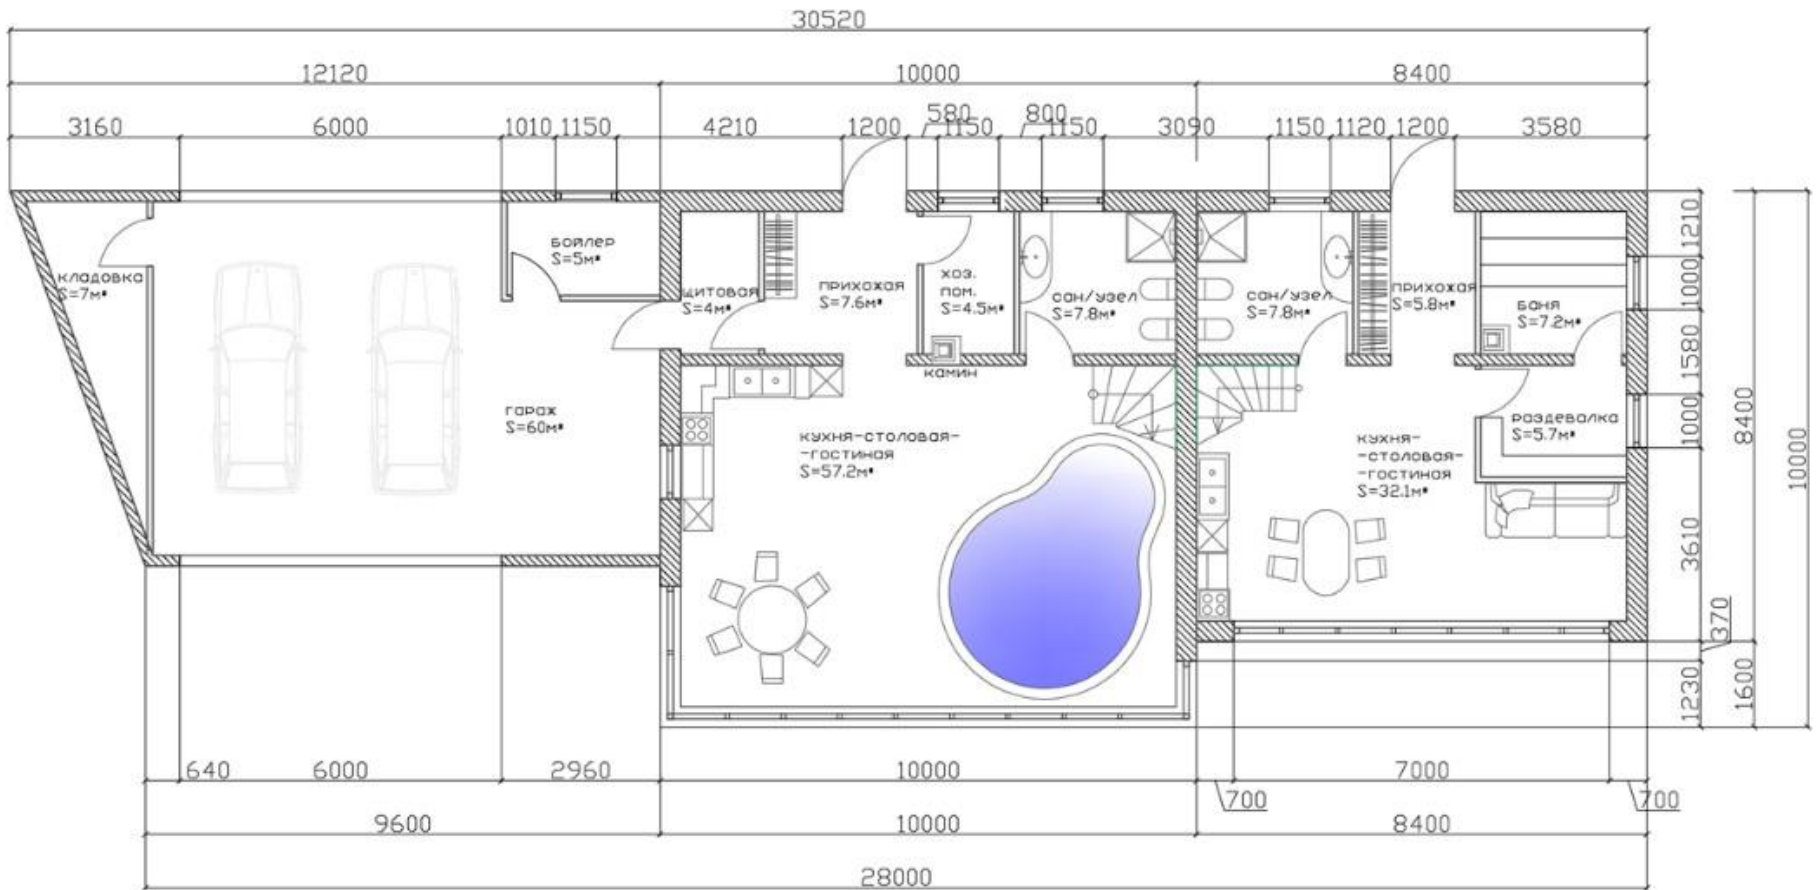 30520
12120 10000 8400
3160 6000 1010 1150 4210 1200 580 1150 800 1150 3090 1150 1120 1200 3580
кладовка
S=7м²
бойлер
S=5м²
щитовая
S=4м²
прихожая
S=7.6м²
хоз.
пом.
S=4.5м²
сан/узел
S=7.8м²
сан/узел
S=7.8м²
прихожая
S=5.8м²
баня
S=7.2м²
камин
гараж
S=60м²
кухня-столовая-
-гостиная
S=57.2м²
кухня-
-столовая-
-гостиная
S=32.1м²
раздевалка
S=5.7м²
1210
1000
1580
1000
3610
370
1230
8400
1600
10000
640 6000 2960 10000 700 7000 700
9600 10000 8400
28000